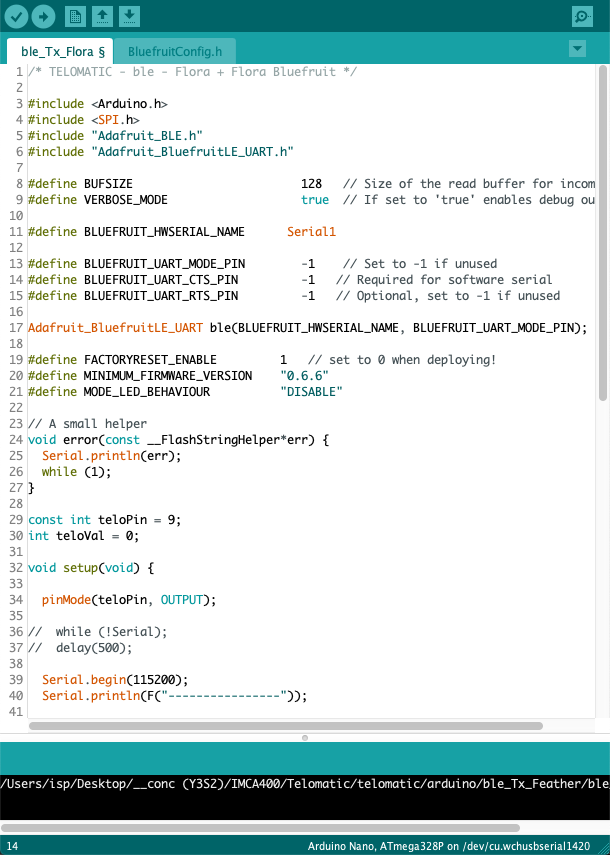 ble_Tx_Flora §
BluefruitConfig.h
1 /* TELOMATIC - ble - Flora + Flora Bluefruit */
2
3 #include <Arduino.h>
4 #include <SPI.h>
5 #include "Adafruit_BLE.h"
6 #include "Adafruit_BluefruitLE_UART.h"
7
8 #define BUFSIZE 128 // Size of the read buffer for incom
9 #define VERBOSE_MODE true // If set to 'true' enables debug ou
10
11 #define BLUEFRUIT_HWSERIAL_NAME Serial1
12
13 #define BLUEFRUIT_UART_MODE_PIN -1 // Set to -1 if unused
14 #define BLUEFRUIT_UART_CTS_PIN -1 // Required for software serial
15 #define BLUEFRUIT_UART_RTS_PIN -1 // Optional, set to -1 if unused
16
17 Adafruit_BluefruitLE_UART ble(BLUEFRUIT_HWSERIAL_NAME, BLUEFRUIT_UART_MODE_PIN);
18
19 #define FACTORYRESET_ENABLE 1 // set to 0 when deploying!
20 #define MINIMUM_FIRMWARE_VERSION "0.6.6"
21 #define MODE_LED_BEHAVIOUR "DISABLE"
22
23 // A small helper
24 void error(const __FlashStringHelper*err) {
25 Serial.println(err);
26 while (1);
27 }
28
29 const int teloPin = 9;
30 int teloVal = 0;
31
32 void setup(void) {
33
34 pinMode(teloPin, OUTPUT);
35
36 // while (!Serial);
37 // delay(500);
38
39 Serial.begin(115200);
40 Serial.println(F("----------------"));
41
/Users/isp/Desktop/__conc (Y3S2)/IMCA400/Telomatic/telomatic/arduino/ble_Tx_Feather/ble
14
Arduino Nano, ATmega328P on /dev/cu.wchusbserial1420